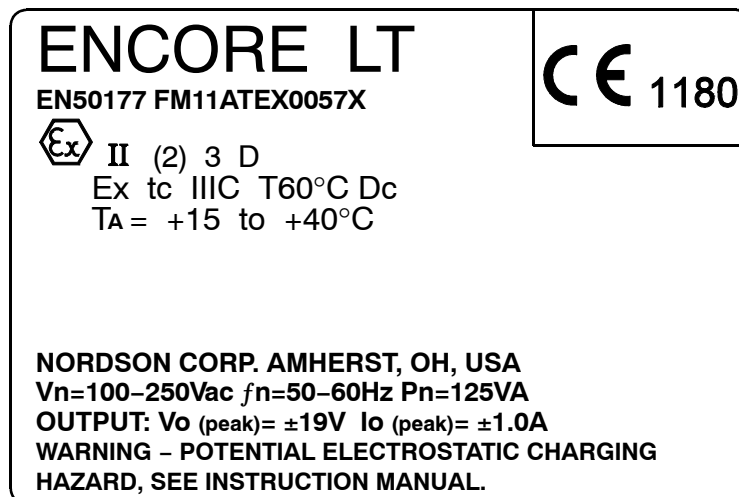 ENCORE LT
EN50177 FM11ATEX0057X
CE 1180
Ex II (2) 3 D
Ex tc IIIC T60°C Dc
TA = +15 to +40°C
NORDSON CORP. AMHERST, OH, USA
Vn=100–250Vac ƒn=50–60Hz Pn=125VA
OUTPUT: Vo (peak)= ±19V Io (peak)= ±1.0A
WARNING – POTENTIAL ELECTROSTATIC CHARGING
HAZARD, SEE INSTRUCTION MANUAL.